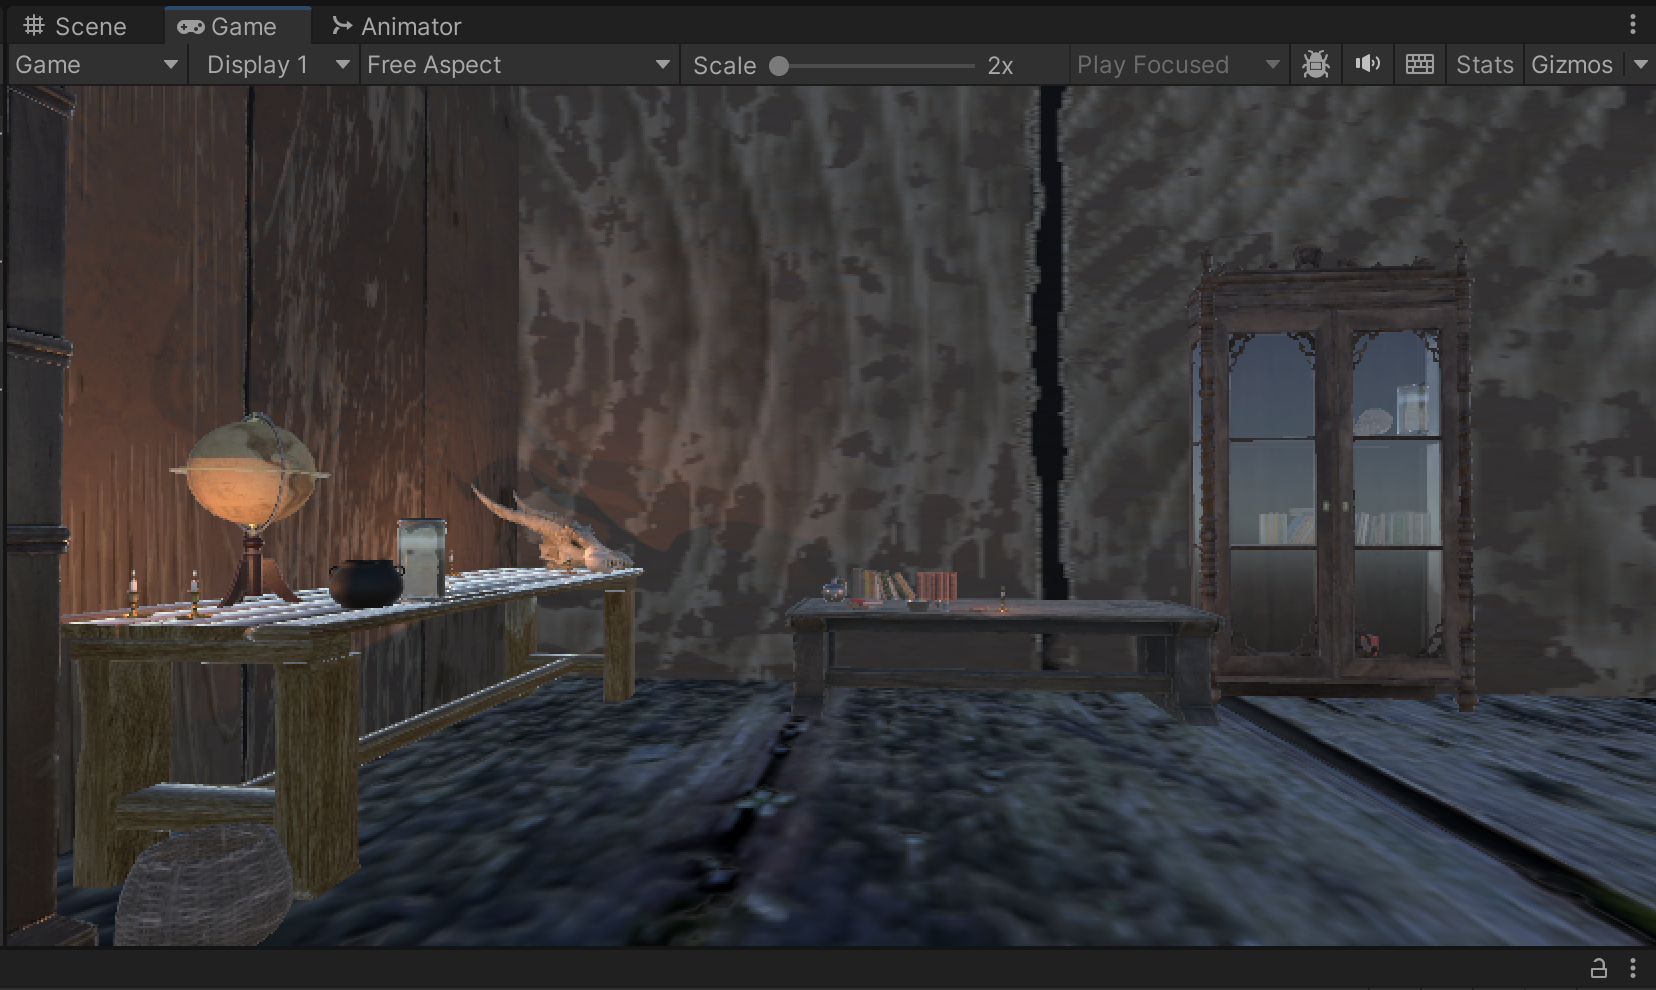 Scene Game Animator
Game Display 1 Free Aspect Scale 2x Play Focused Stats Gizmos